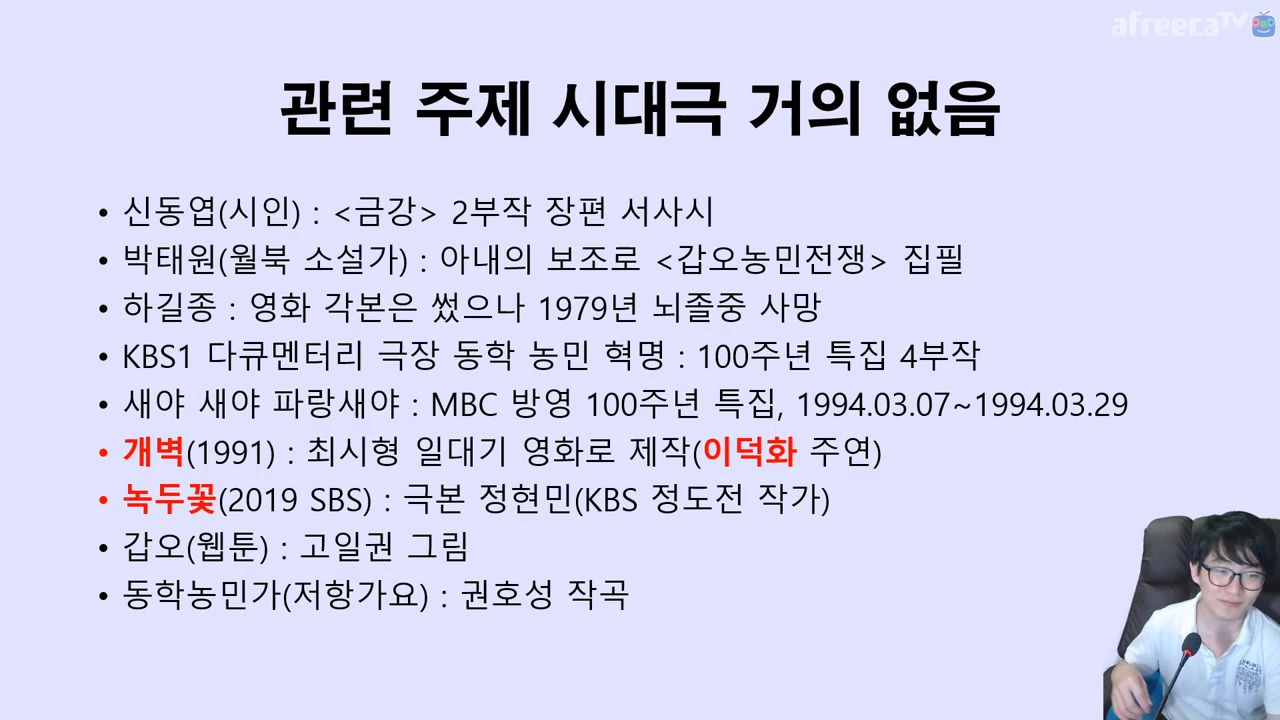 afreecaTV
관련 주제 시대극 거의 없음
• 신동엽(시인) : <금강> 2부작 장편 서사시
• 박태원(월북 소설가) : 아내의 보조로 <갑오농민전쟁> 집필
• 하길종 : 영화 각본은 썼으나 1979년 뇌졸중 사망
• KBS1 다큐멘터리 극장 동학 농민 혁명 : 100주년 특집 4부작
• 새야 새야 파랑새야 : MBC 방영 100주년 특집, 1994.03.07~1994.03.29
• 개벽(1991) : 최시형 일대기 영화로 제작(이덕화 주연)
• 녹두꽃(2019 SBS) : 극본 정현민(KBS 정도전 작가)
• 갑오(웹툰) : 고일권 그림
• 동학농민가(저항가요) : 권호성 작곡